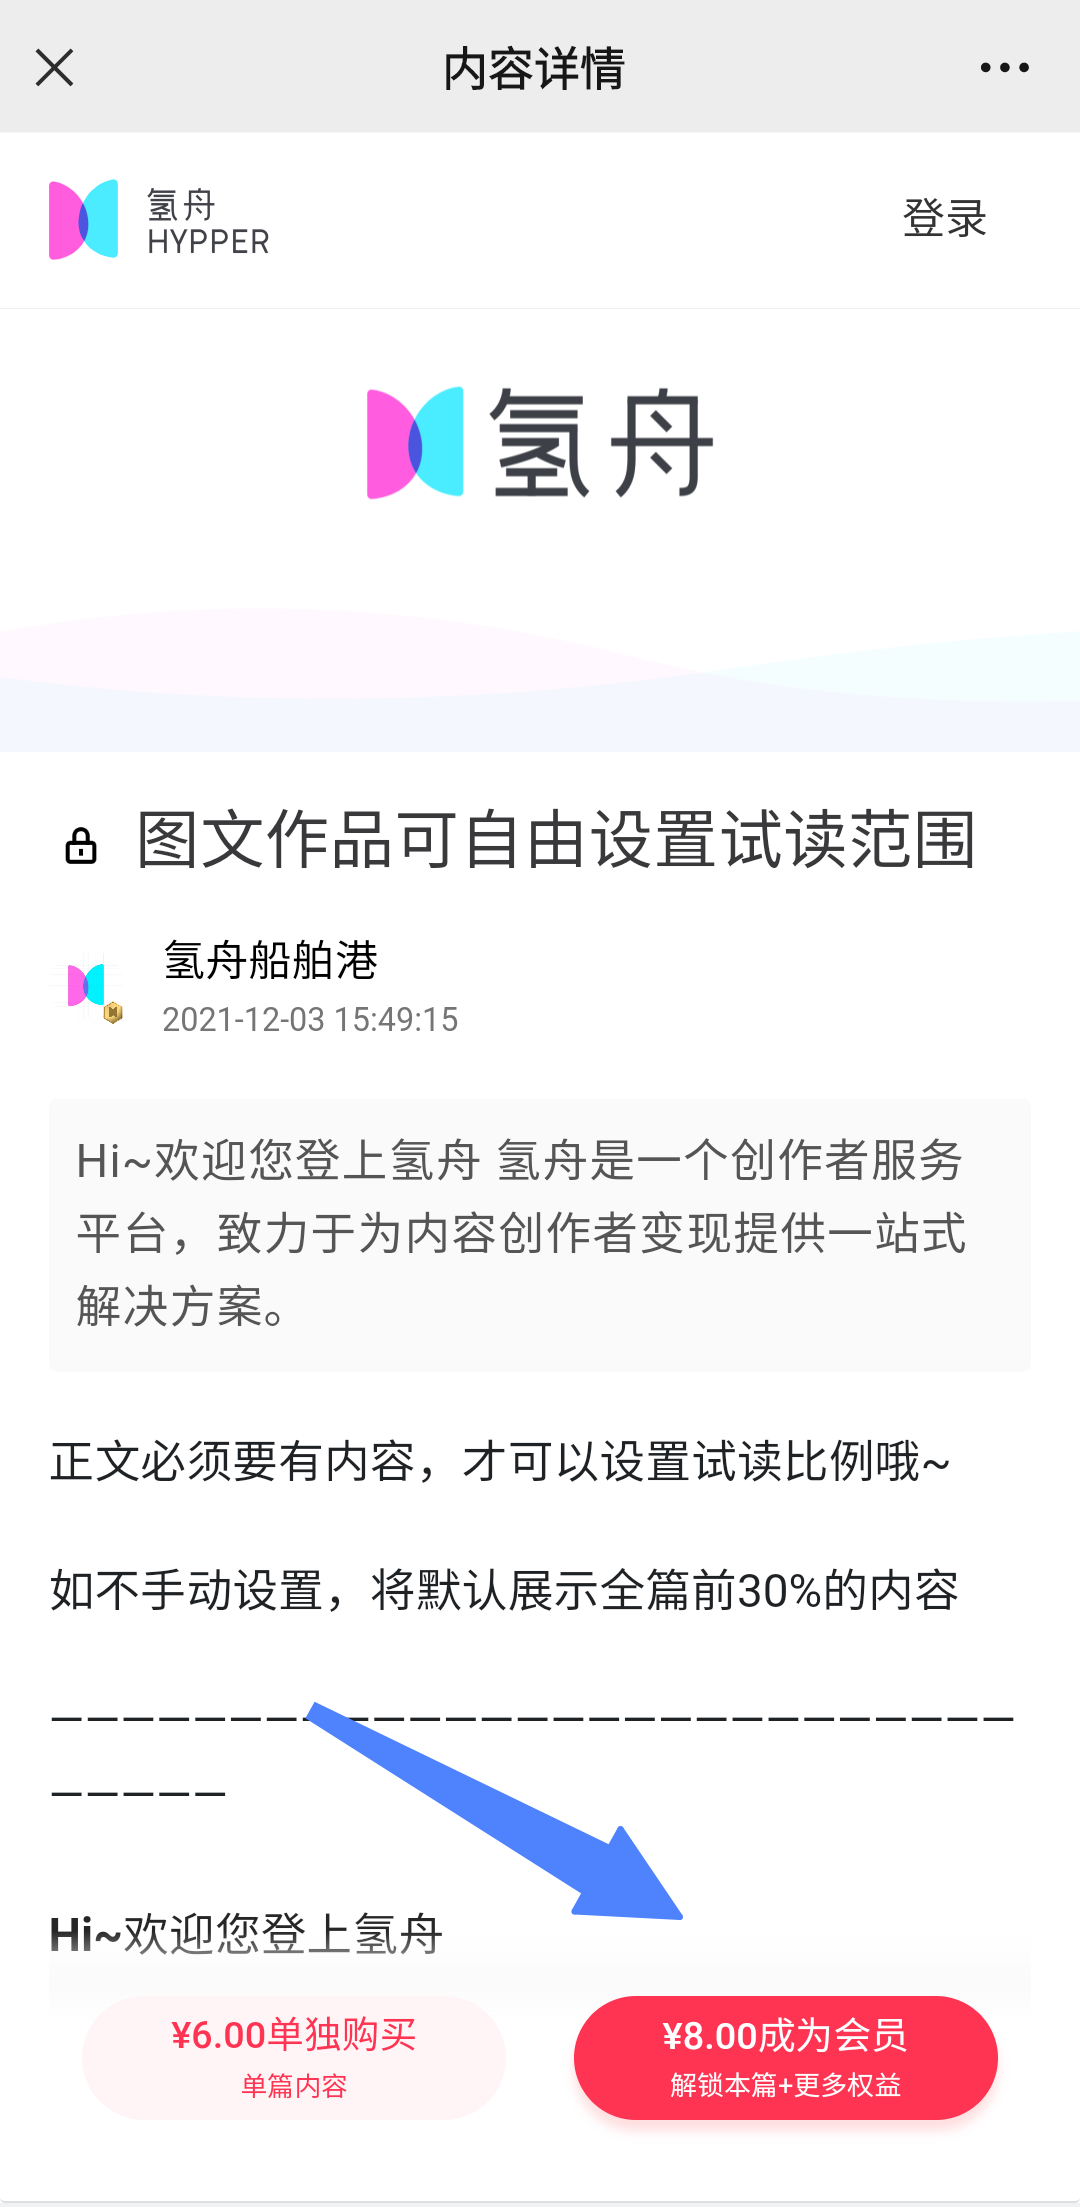 内容详情
氢舟
HYPPER
登录
氢舟
图文作品可自由设置试读范围
氢舟船舶港
2021-12-03 15:49:15
Hi~欢迎您登上氢舟 氢舟是一个创作者服务
平台，致力于为内容创作者变现提供一站式
解决方案。
正文必须要有内容，才可以设置试读比例哦~
如不手动设置，将默认展示全篇前30%的内容
———————————————————————————
—————
Hi~欢迎您登上氢舟
¥6.00单独购买
单篇内容
¥8.00成为会员
解锁本篇+更多权益